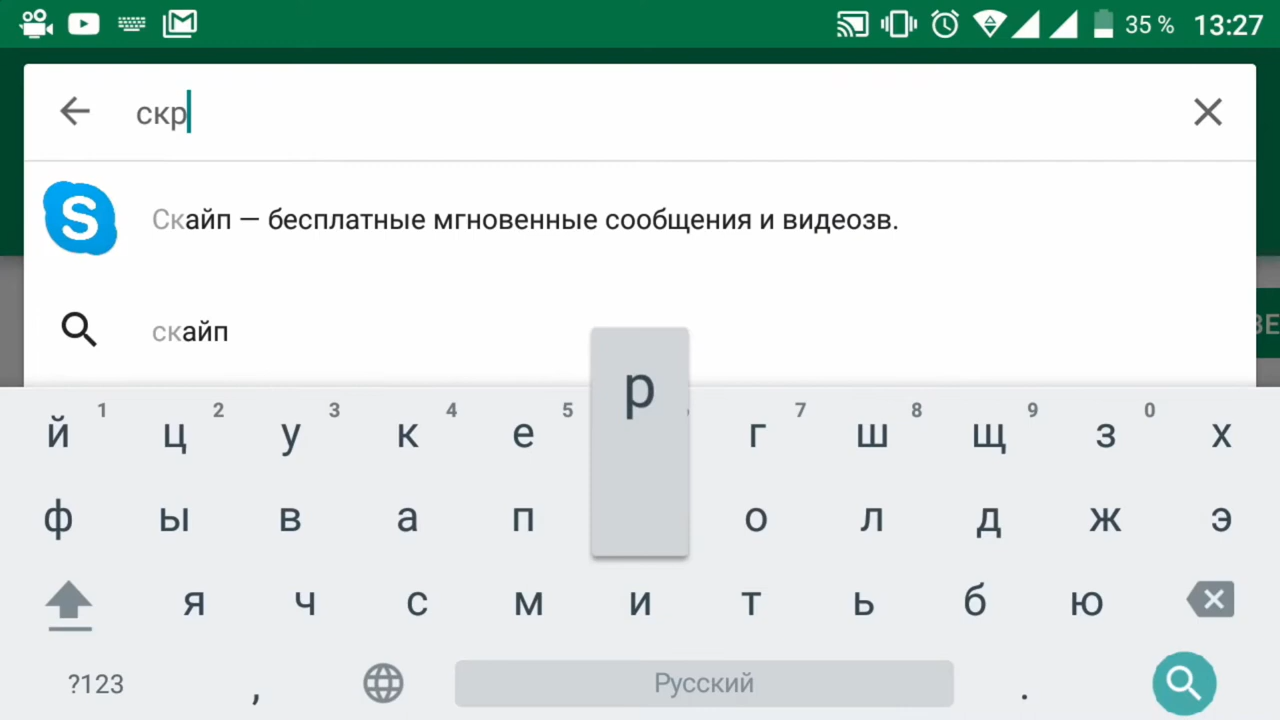 35 % 13:27
скр
Скайп — бесплатные мгновенные сообщения и видеозв.
скайп
ЗЕ
й 1 ц 2 у 3 к 4 е 5 р г 7 ш 8 щ 9 з 0 х
ф ы в а п о л д ж э
я ч с м и т ь б ю
?123 , Русский .